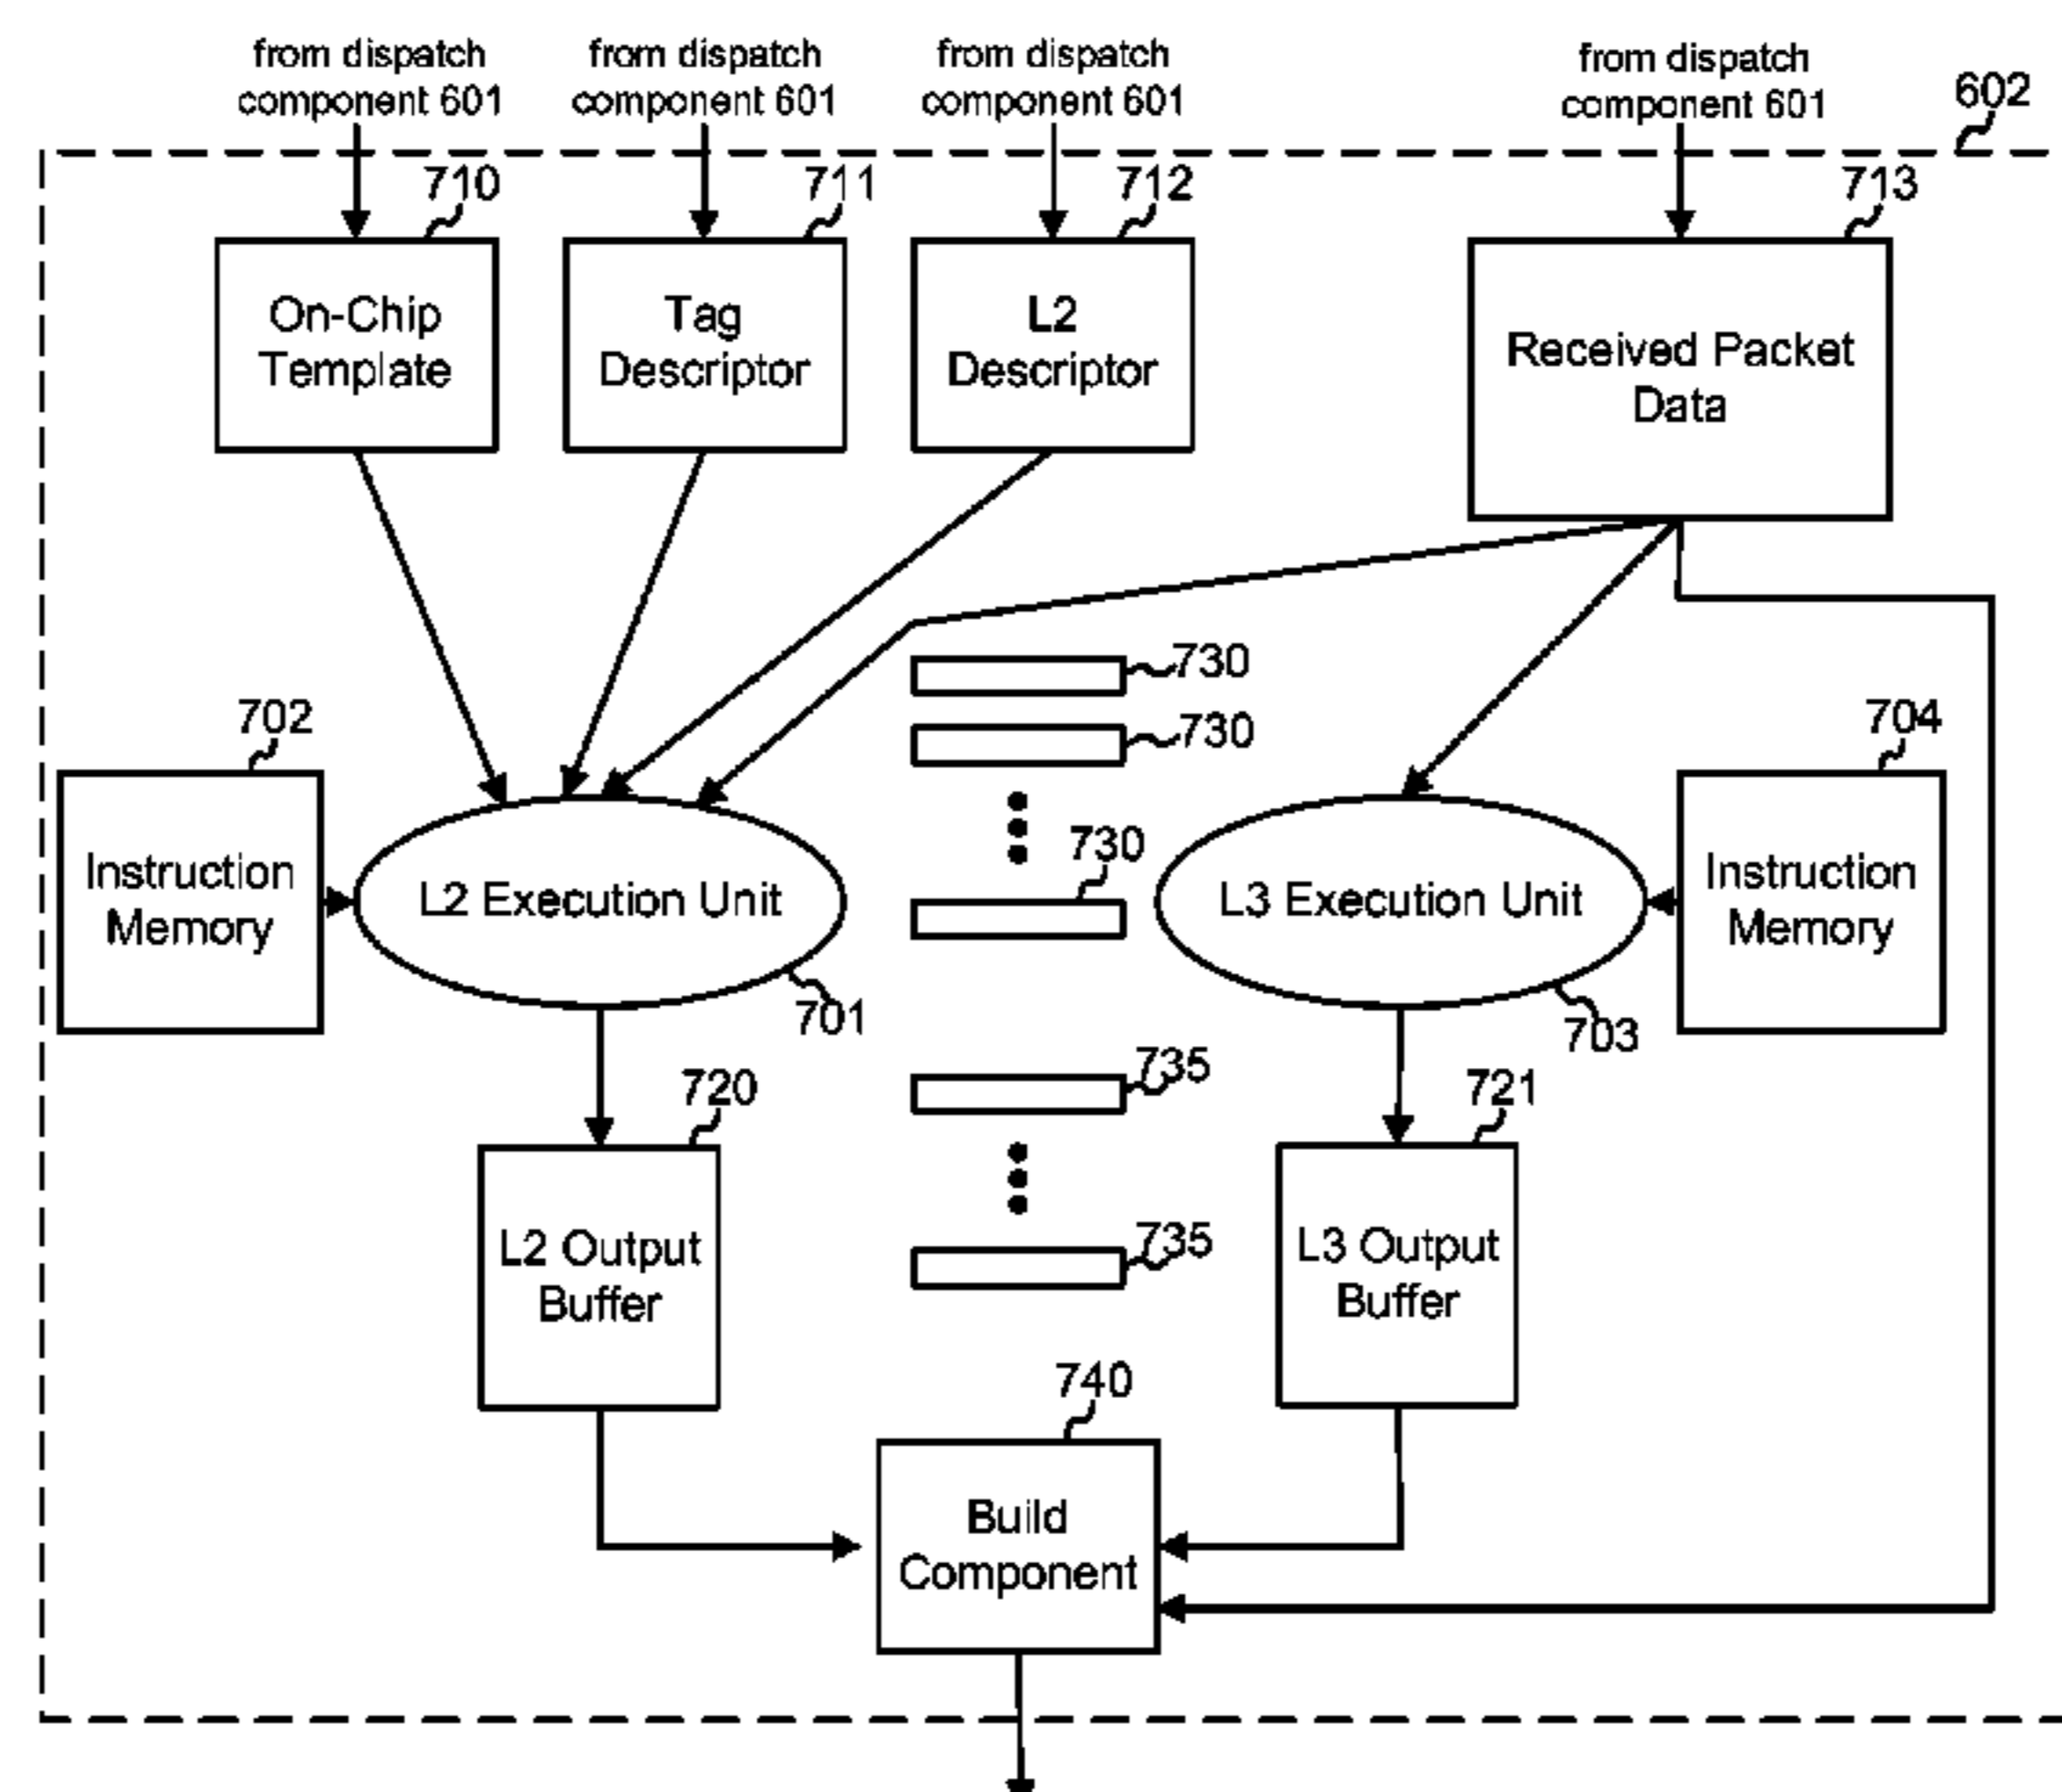 from dispatch
component 601
from dispatch
component 601
from dispatch
component 601
from dispatch
component 601
602
710
711
712
713
On-Chip
Template
Tag
Descriptor
L2
Descriptor
Received Packet
Data
730
730
702
704
730
Instruction
Memory
L2 Execution Unit
L3 Execution Unit
Instruction
Memory
701
703
735
720
721
735
L2 Output
Buffer
L3 Output
Buffer
740
Build
Component